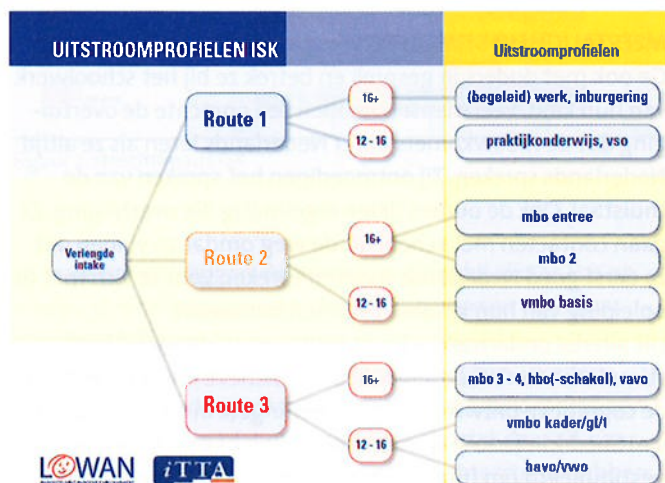 UITSTROOMPROFIELEN ISK
Uitstroomprofielen
Verlengde
intake
Route 1
16+
(begeleid) werk, inburgering
12 - 16
praktijkonderwijs, vso
Route 2
16+
mbo entree
mbo 2
12 - 16
vmbo basis
Route 3
16+
mbo 3 - 4, hbo(-schakol), vavo
12 - 16
vmbo kader/gl/t
havo/vwo
LOWAN
iTTA